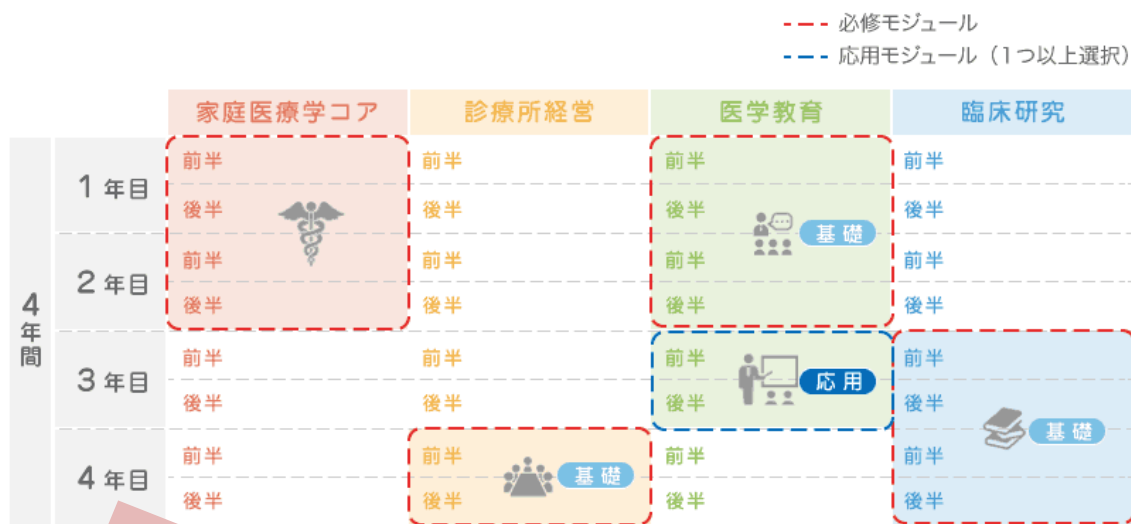 必修モジュール
応用モジュール（1つ以上選択）
家庭医療学コア 診療所経営 医学教育 臨床研究
4年間
1年目
前半 前半 前半 前半
後半 後半 後半 後半
基礎
2年目
前半 前半 前半 前半
後半 後半 後半 後半
3年目
前半 前半 前半 前半
応用
後半 後半 後半 後半
基礎
4年目
前半 前半 前半 前半
基礎
後半 後半 後半 後半